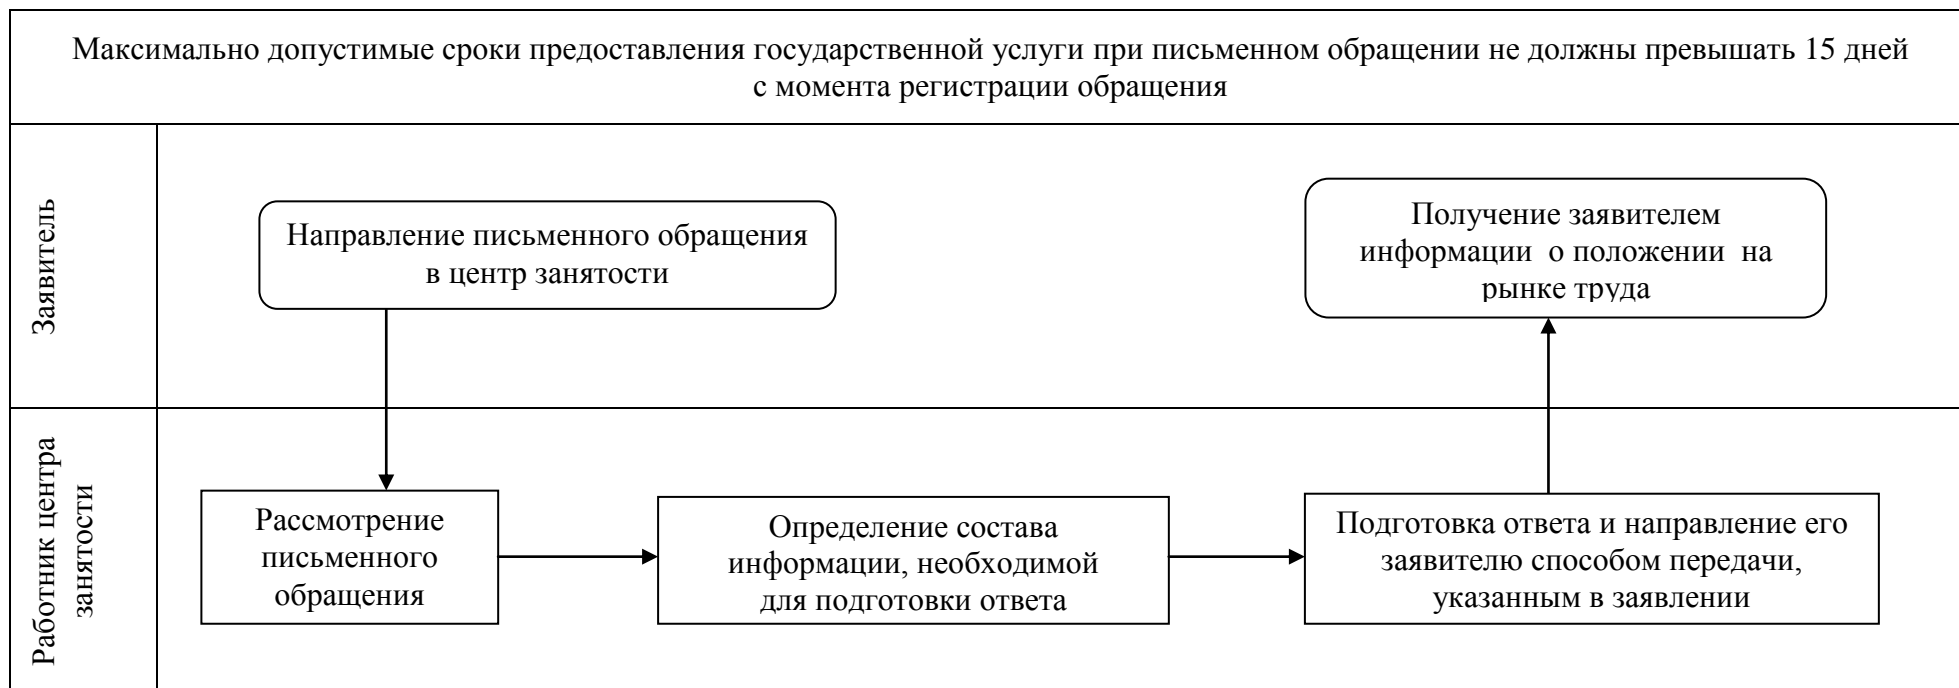 Максимально допустимые сроки предоставления государственной услуги при письменном обращении не должны превышать 15 дней
с момента регистрации обращения
Заявитель
Направление письменного обращения
в центр занятости
Получение заявителем
информации о положении на
рынке труда
Работник центра
занятости
Рассмотрение
письменного
обращения
Определение состава
информации, необходимой
для подготовки ответа
Подготовка ответа и направление его
заявителю способом передачи,
указанным в заявлении